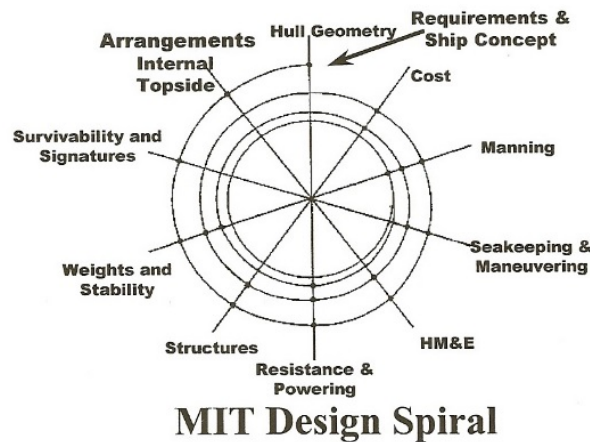 Hull Geometry
Requirements &
Ship Concept
Arrangements
Internal
Topside
Cost
Survivability and
Signatures
Manning
Seakeeping &
Maneuvering
Weights and
Stability
HM&E
Structures
Resistance &
Powering
MIT Design Spiral